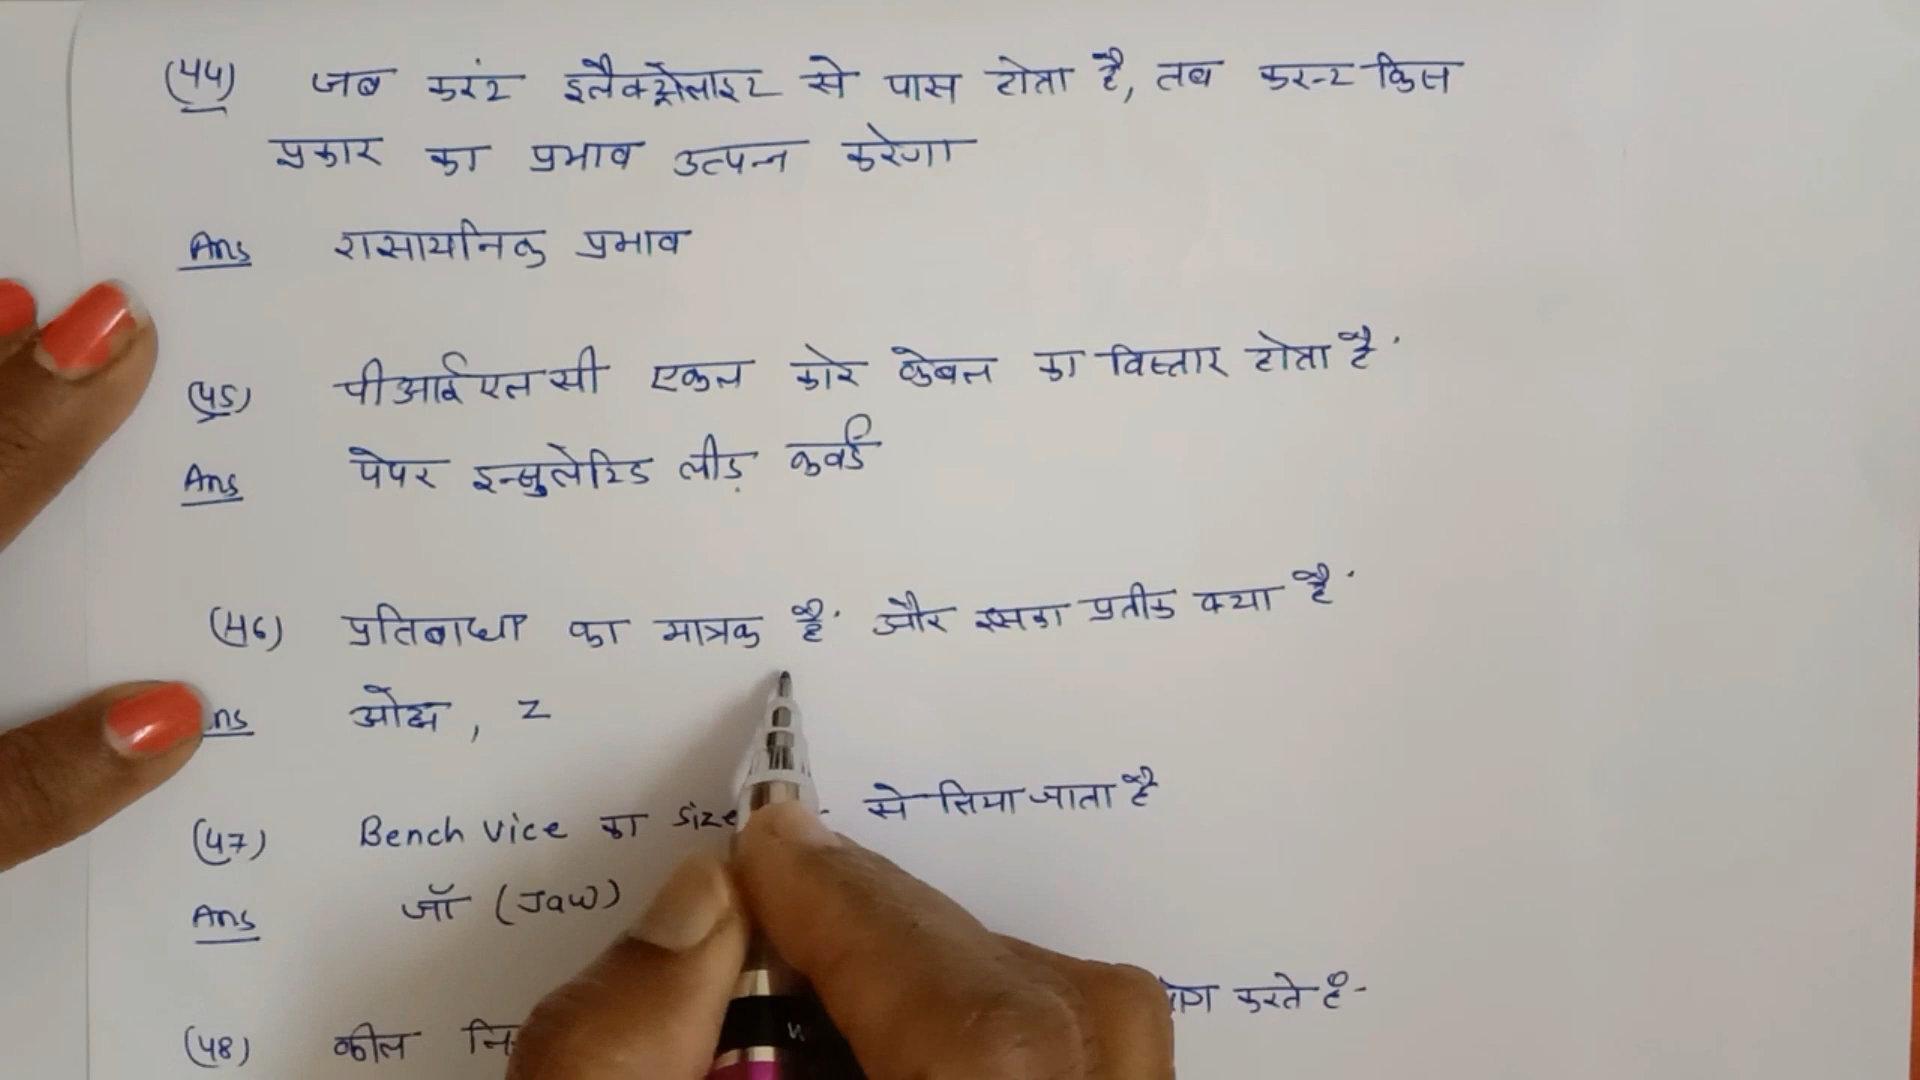 (44) जब करंट इलैक्ट्रोलाइट से पास होता है, तब करन्ट किस
प्रकार का प्रभाव उत्पन्न करेगा
Ans रासायनिक प्रभाव
(45) पीआईएलसी एकल कोर केबल का विस्तार होता है.
Ans पेपर इन्सुलेटिड लीड़ कवर्ड
(46) प्रतिबाधा का मात्रक है. और इसका प्रतीक क्या है.
ns ओह्म, Z
(47) Bench vice का size - से लिया जाता है
Ans जॉ (Jaw)
(48) कील करते है-